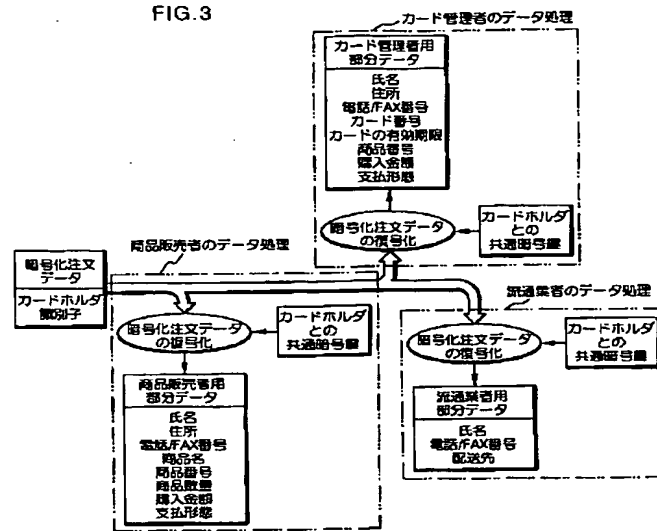 FIG.3
カード管理者のデータ処理
カード管理者用
部分データ
氏名
住所
電話/FAX番号
カード番号
カードの有効期限
商品番号
購入金額
支払形態
暗号化注文データ
の復号化
カードホルダ
との
共通暗号鍵
商品販売者のデータ処理
暗号化注文
データ
カードホルダ
識別子
暗号化注文データ
の復号化
カードホルダ
との
共通暗号鍵
商品販売者用
部分データ
氏名
住所
電話/FAX番号
商品名
商品番号
商品数量
購入金額
支払形態
流通業者のデータ処理
暗号化注文データ
の復号化
カードホルダ
との
共通暗号鍵
流通業者用
部分データ
氏名
電話/FAX番号
配送先